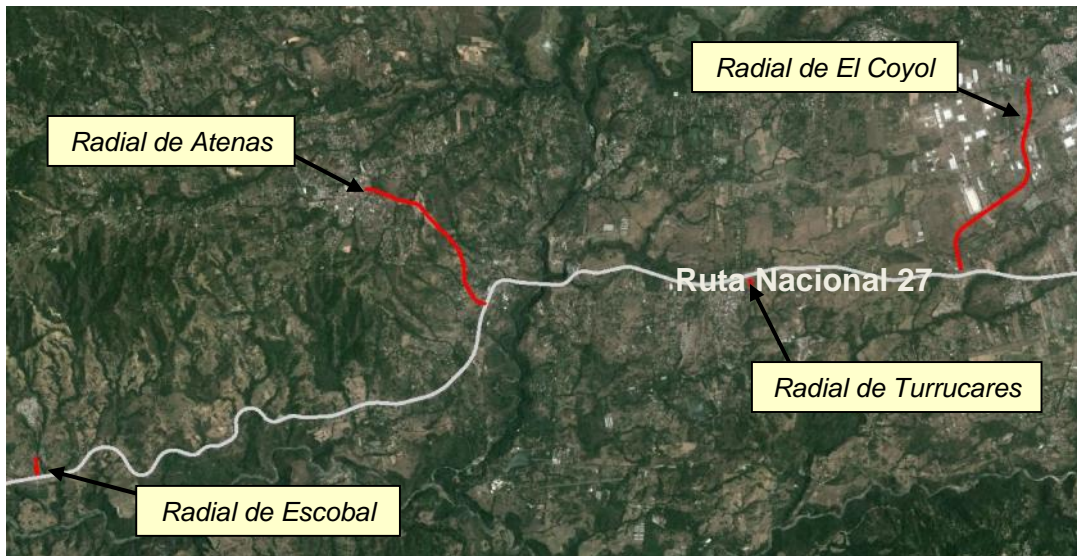 Radial de El Coyol
Radial de Atenas
Ruta Nacional 27
Radial de Turrucares
Radial de Escobal